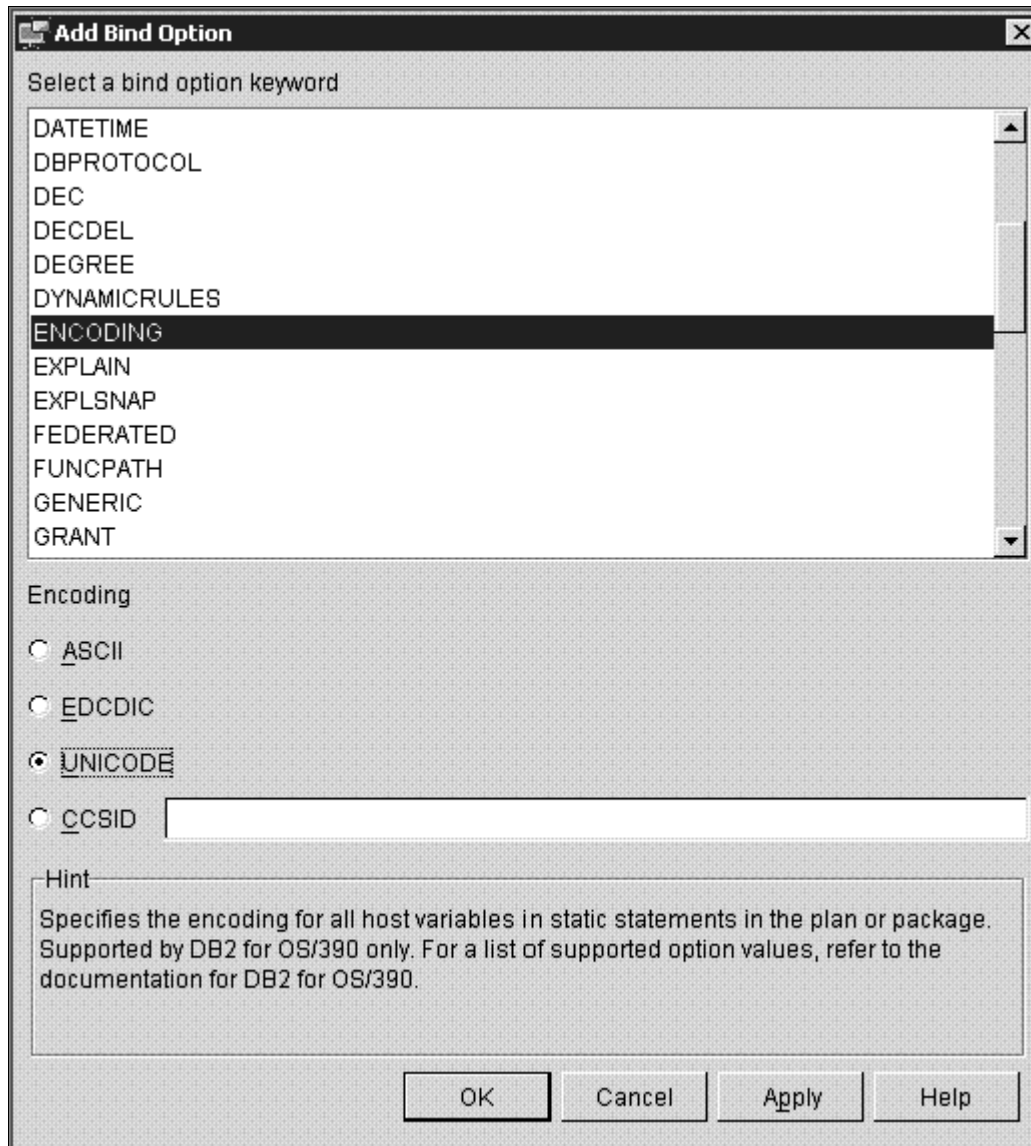 Add Bind Option
Select a bind option keyword
DATETIME
DBPROTOCOL
DEC
DECDEL
DEGREE
DYNAMICRULES
ENCODING
EXPLAIN
EXPLSNAP
FEDERATED
FUNCPATH
GENERIC
GRANT
Encoding
ASCII
EDCDIC
UNICODE
CCSID
Hint
Specifies the encoding for all host variables in static statements in the plan or package.
Supported by DB2 for OS/390 only. For a list of supported option values, refer to the
documentation for DB2 for OS/390.
OK Cancel Apply Help